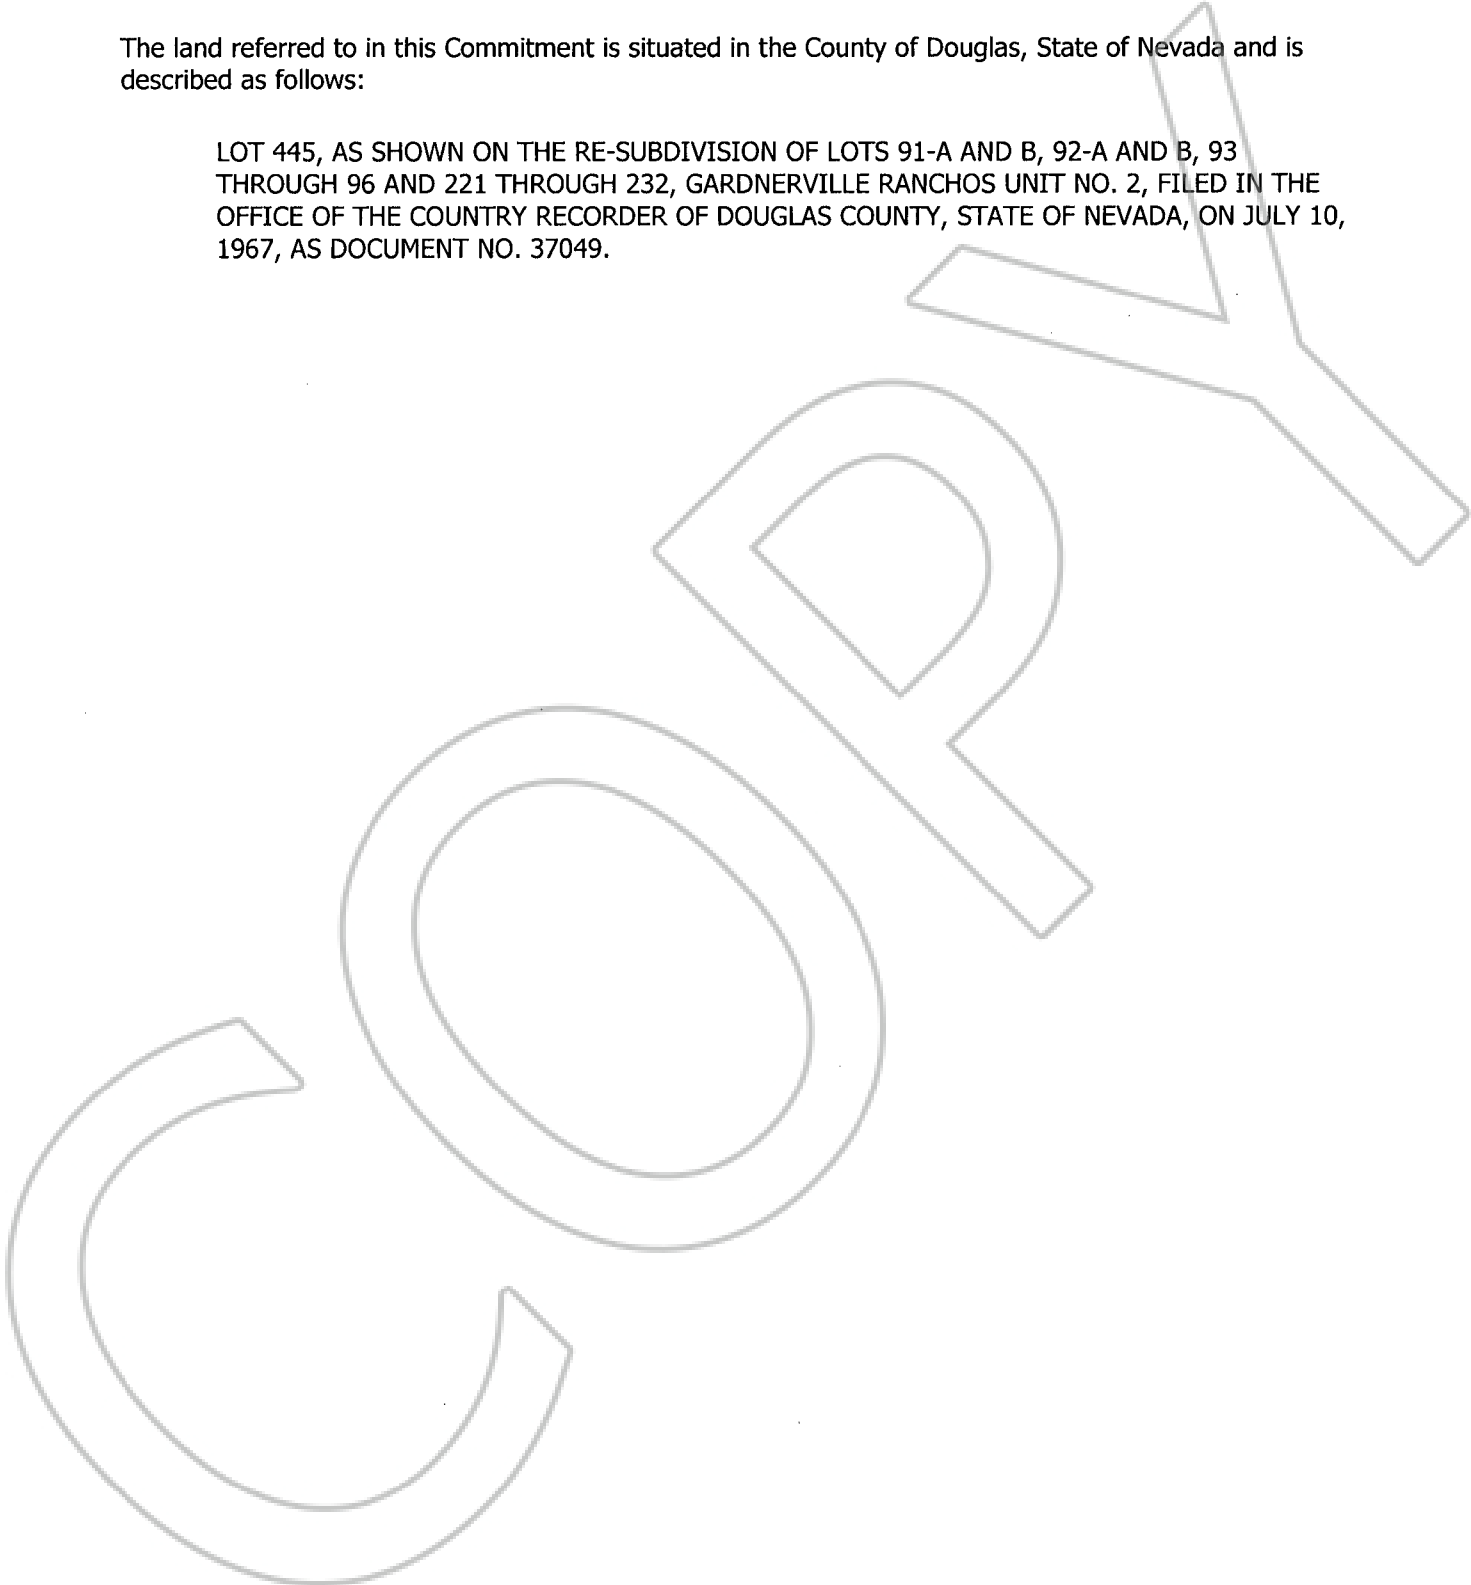 The land referred to in this Commitment is situated in the County of Douglas, State of Nevada and is
described as follows:
LOT 445, AS SHOWN ON THE RE-SUBDIVISION OF LOTS 91-A AND B, 92-A AND B, 93
THROUGH 96 AND 221 THROUGH 232, GARDNERVILLE RANCHOS UNIT NO. 2, FILED IN THE
OFFICE OF THE COUNTRY RECORDER OF DOUGLAS COUNTY, STATE OF NEVADA, ON JULY 10,
1967, AS DOCUMENT NO. 37049.
COPY